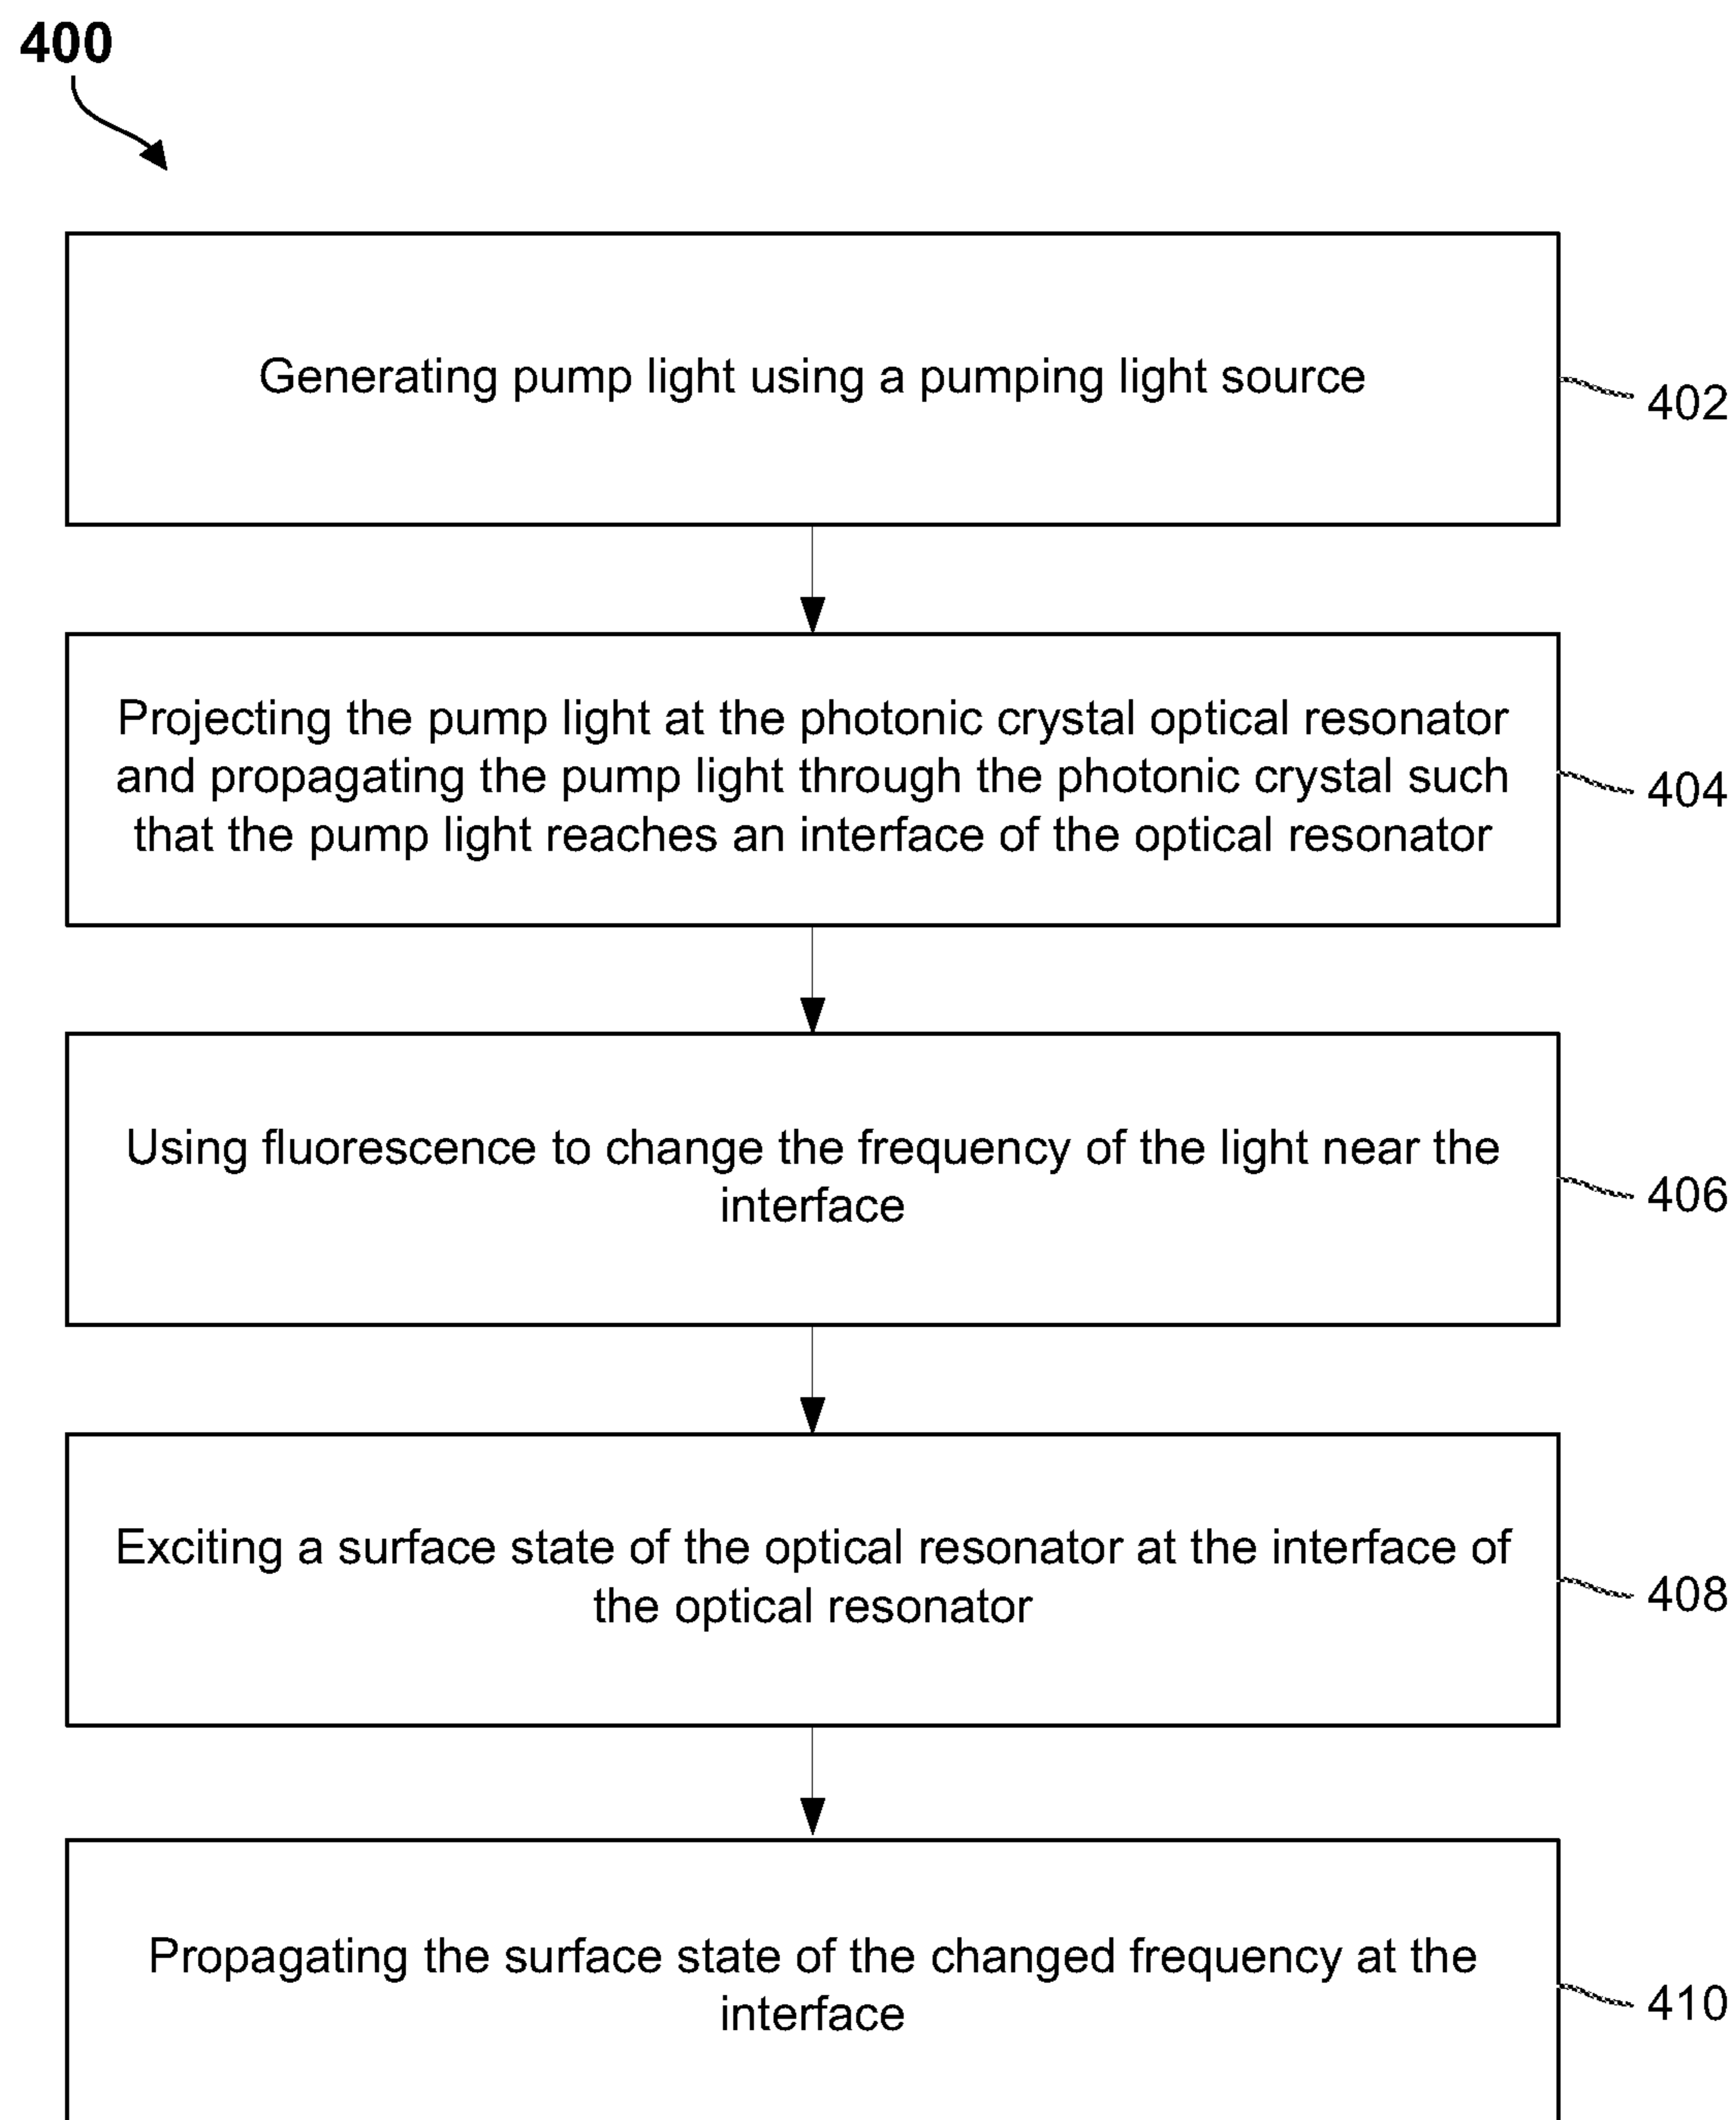 400
Generating pump light using a pumping light source
402
Projecting the pump light at the photonic crystal optical resonator
and propagating the pump light through the photonic crystal such
that the pump light reaches an interface of the optical resonator
404
Using fluorescence to change the frequency of the light near the
interface
406
Exciting a surface state of the optical resonator at the interface of
the optical resonator
408
Propagating the surface state of the changed frequency at the
interface
410